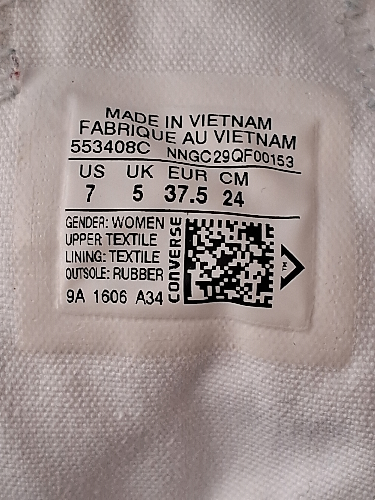 MADE IN VIETNAM
FABRIQUE AU VIETNAM
553408C NNGC29QF00153
US UK EUR CM
7 5 37.5 24
GENDER: WOMEN
UPPER: TEXTILE
LINING: TEXTILE
OUTSOLE: RUBBER
9A 1606 A34
CONVERSE